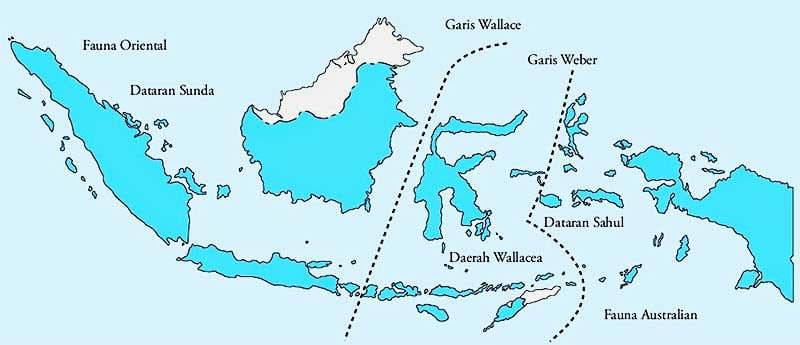 Garis Wallace
Fauna Oriental
Garis Weber
Dataran Sunda
Dataran Sahul
Daerah Wallacea
Fauna Australian